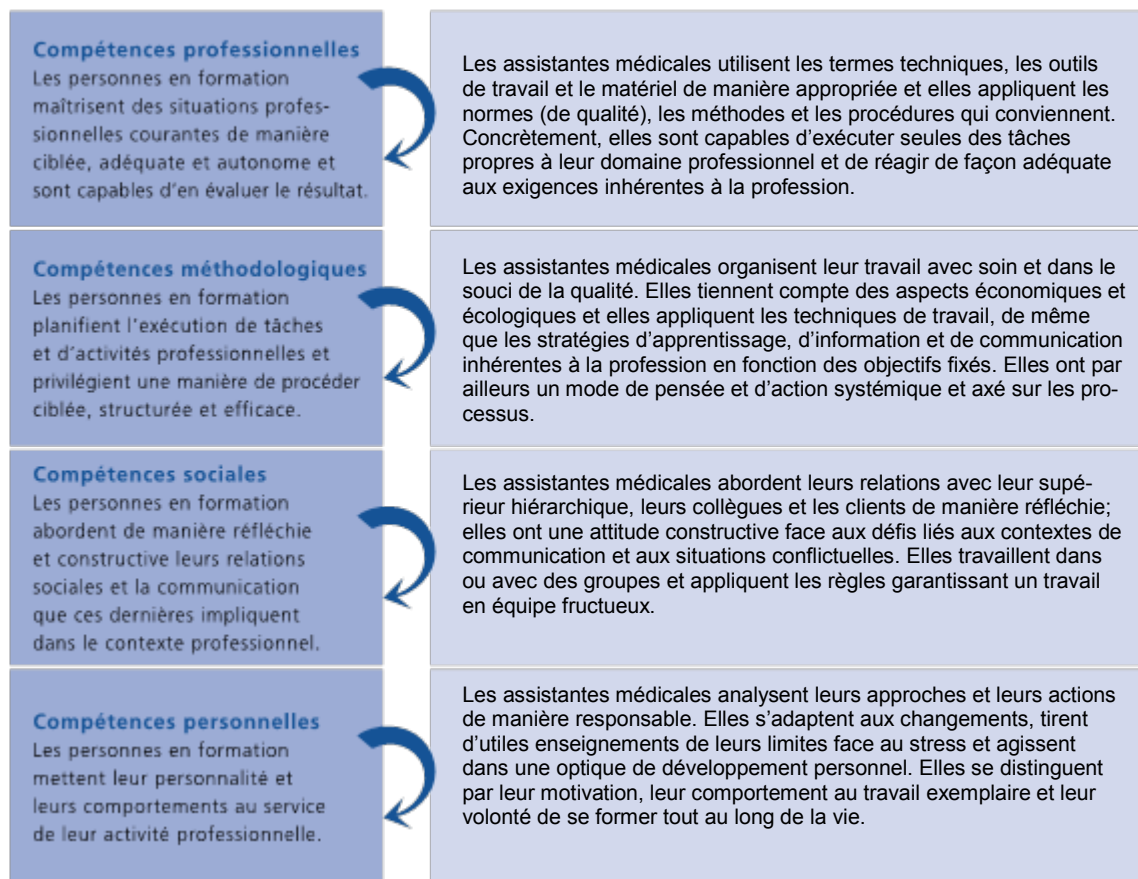 Compétences professionnelles
Les personnes en formation
maîtrisent des situations profes-
sionnelles courantes de manière
ciblée, adéquate et autonome et
sont capables d'en évaluer le résultat.
Les assistantes médicales utilisent les termes techniques, les outils
de travail et le matériel de manière appropriée et elles appliquent les
normes (de qualité), les méthodes et les procédures qui conviennent.
Concrètement, elles sont capables d'exécuter seules des tâches
propres à leur domaine professionnel et de réagir de façon adéquate
aux exigences inhérentes à la profession.
Compétences méthodologiques
Les personnes en formation
planifient l'exécution de tâches
et d'activités professionnelles et
privilégient une manière de procéder
ciblée, structurée et efficace.
Les assistantes médicales organisent leur travail avec soin et dans le
souci de la qualité. Elles tiennent compte des aspects économiques et
écologiques et elles appliquent les techniques de travail, de même
que les stratégies d'apprentissage, d'information et de communication
inhérentes à la profession en fonction des objectifs fixés. Elles ont par
ailleurs un mode de pensée et d'action systémique et axé sur les pro-
cessus.
Compétences sociales
Les personnes en formation
abordent de manière réfléchie
et constructive leurs relations
sociales et la communication
que ces dernières impliquent
dans le contexte professionnel.
Les assistantes médicales abordent leurs relations avec leur supé-
rieur hiérarchique, leurs collègues et les clients de manière réfléchie;
elles ont une attitude constructive face aux défis liés aux contextes de
communication et aux situations conflictuelles. Elles travaillent dans
ou avec des groupes et appliquent les règles garantissant un travail
en équipe fructueux.
Compétences personnelles
Les personnes en formation
mettent leur personnalité et
leurs comportements au service
de leur activité professionnelle.
Les assistantes médicales analysent leurs approches et leurs actions
de manière responsable. Elles s'adaptent aux changements, tirent
d'utiles enseignements de leurs limites face au stress et agissent
dans une optique de développement personnel. Elles se distinguent
par leur motivation, leur comportement au travail exemplaire et leur
volonté de se former tout au long de la vie.